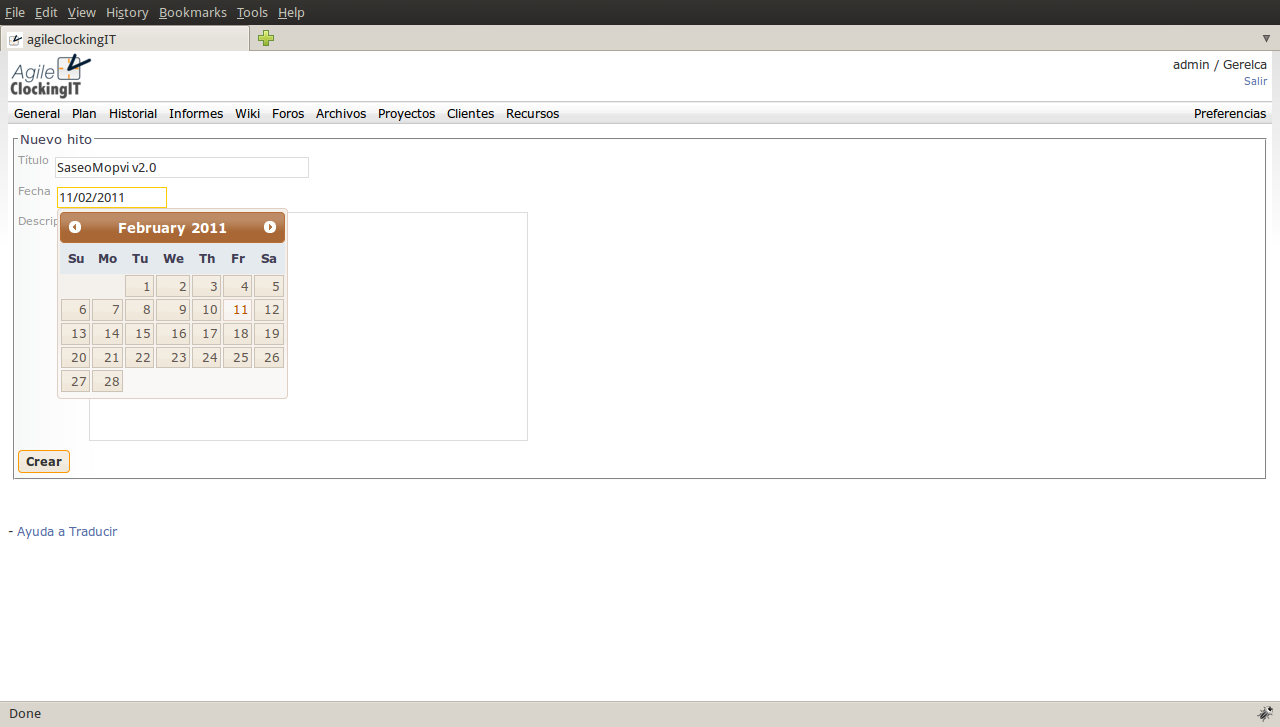 File Edit View History Bookmarks Tools Help
agileClockingIT
Agile
ClockingIT
admin / Gerelca
Salir
General Plan Historial Informes Wiki Foros Archivos Proyectos Clientes Recursos Preferencias
Nuevo hito
Título SaseoMopvi v2.0
Fecha 11/02/2011
Descrip
February 2011
Su Mo Tu We Th Fr Sa
1 2 3 4 5
6 7 8 9 10 11 12
13 14 15 16 17 18 19
20 21 22 23 24 25 26
27 28
Crear
- Ayuda a Traducir
Done